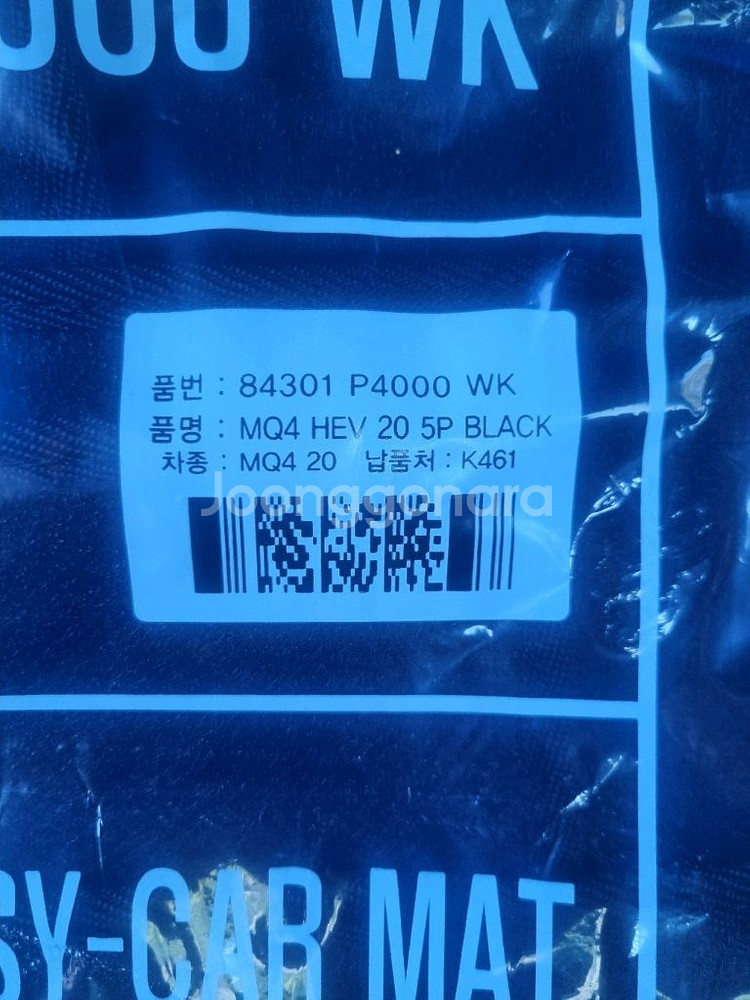 000 WK
품번 : 84301 P4000 WK
품명 : MQ4 HEV 20 5P BLACK
차종 : MQ4 20 납품처 : K461
Joonggonara
SY-CAR MAT